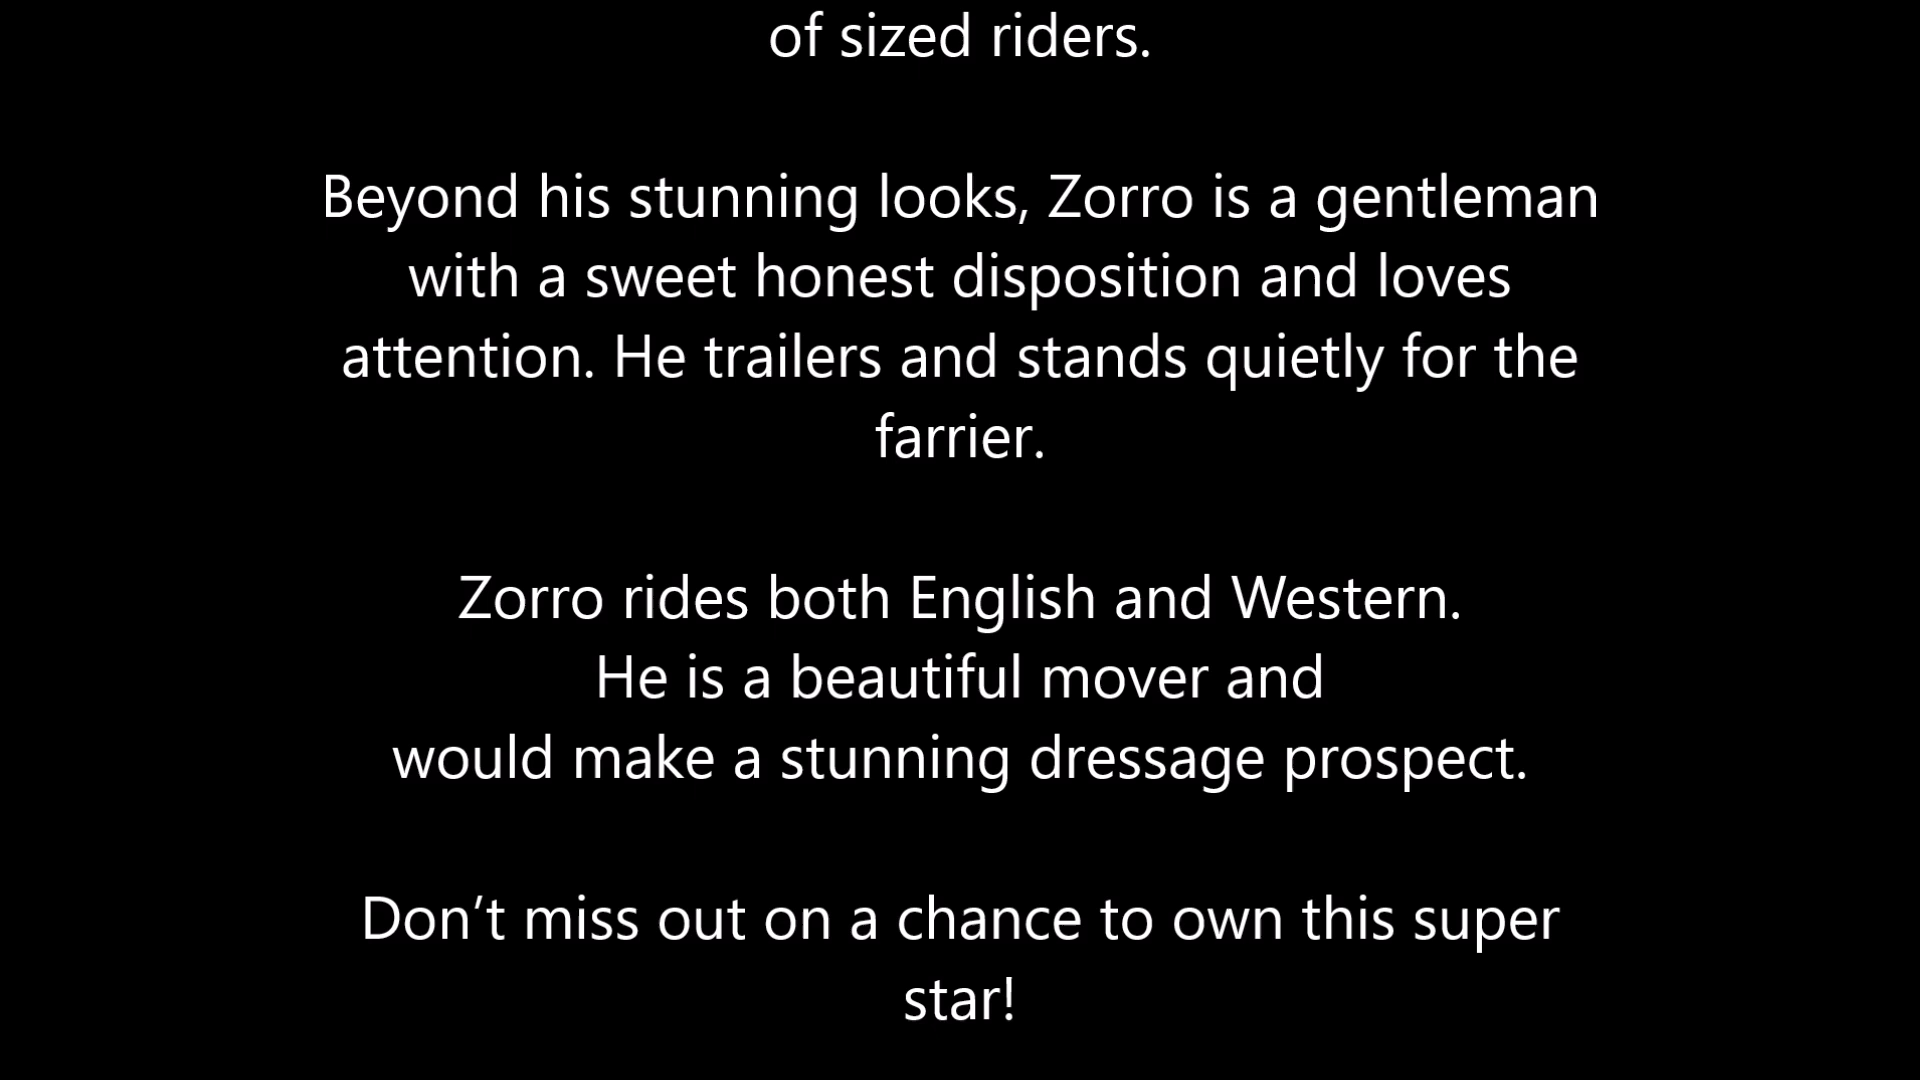 of sized riders.
Beyond his stunning looks, Zorro is a gentleman
with a sweet honest disposition and loves
attention. He trailers and stands quietly for the
farrier.
Zorro rides both English and Western.
He is a beautiful mover and
would make a stunning dressage prospect.
Don’t miss out on a chance to own this super
star!